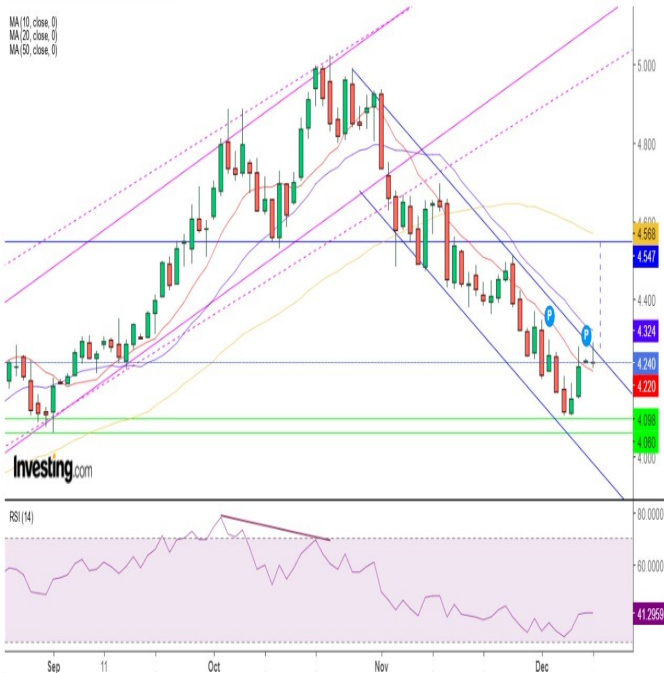 MA (10, close, 0)
MA (20, close, 0)
MA (50, close, 0)
5.000
4.800
4.600
4.568
4.547
4.400
4.324
4.240
4.220
4.098
4.060
4.000
P
P
Investing.com
RSI (14)
80.0000
60.0000
41.2959
Sep
11
Oct
Nov
Dec